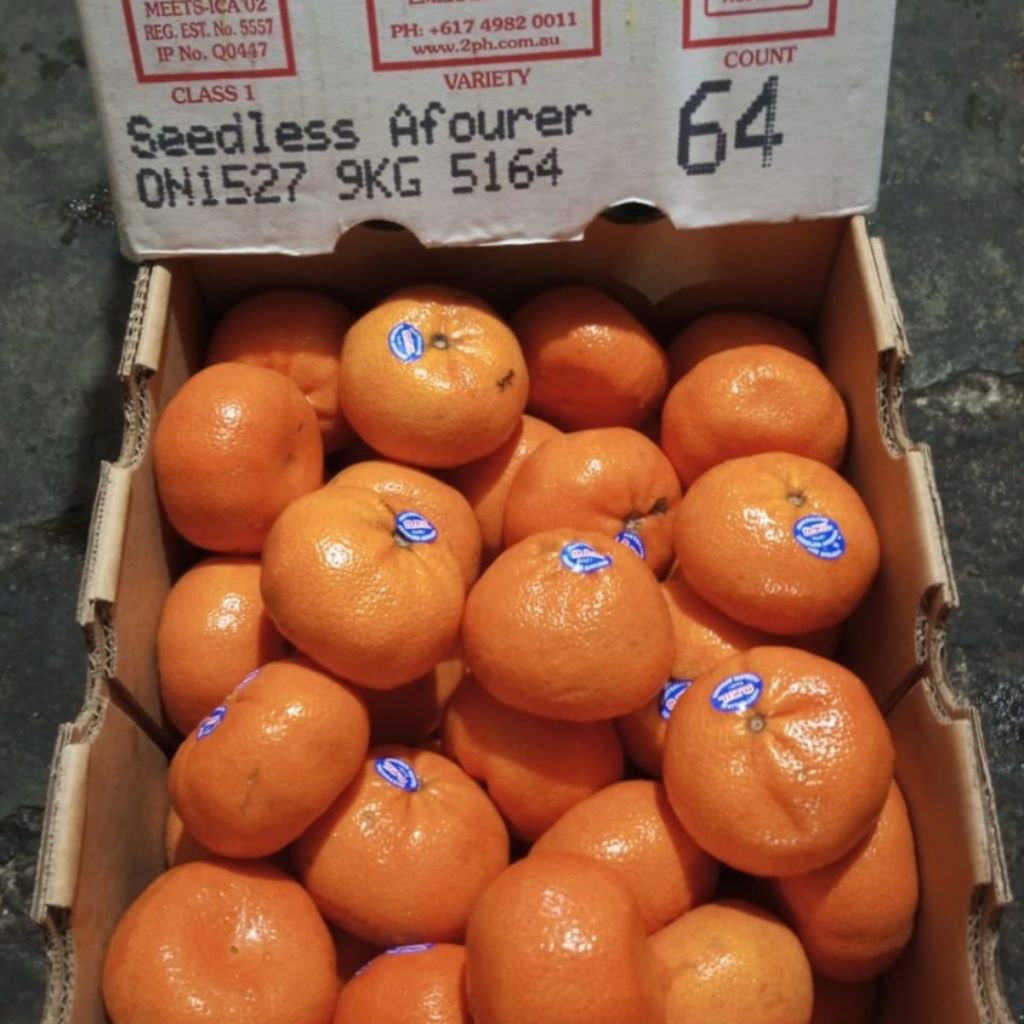 MEETS-ICA 02
REG. EST. No. 5557
IP No. Q0447
PH: +617 4982 0011
www.2ph.com.au
CLASS 1
VARIETY
COUNT
Seedless Afourer
64
ON1527 9KG 5164